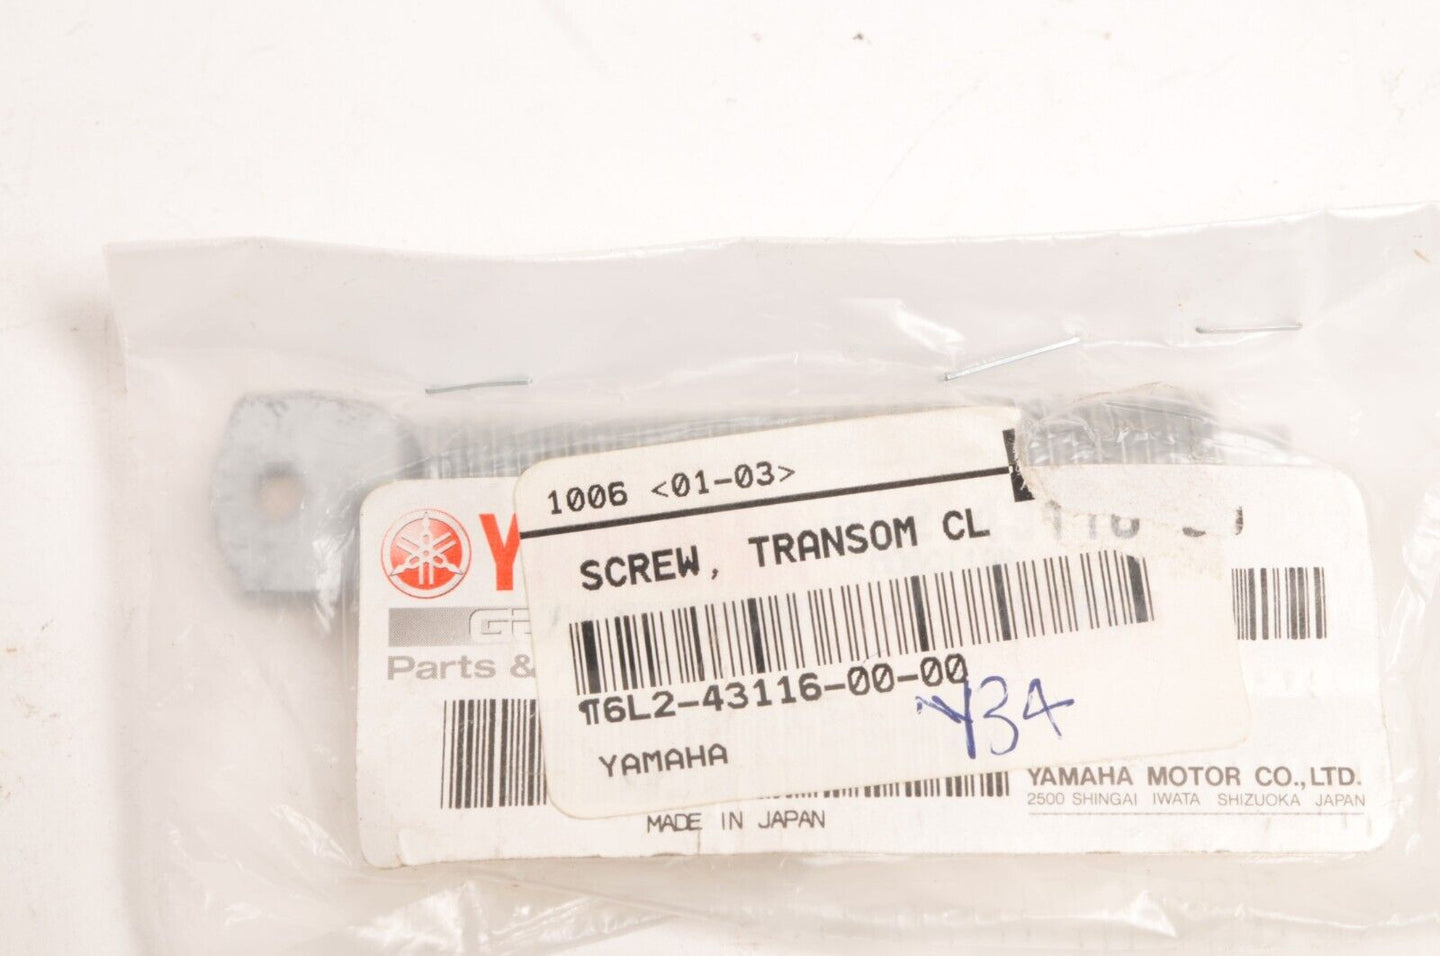 1006 <01-03>
SCREW, TRANSOM CL
¶6L2-43116-00-00
Y34
YAMAHA
Parts &
YAMAHA MOTOR CO.,LTD.
2500 SHINGAI IWATA SHIZUOKA JAPAN
MADE IN JAPAN